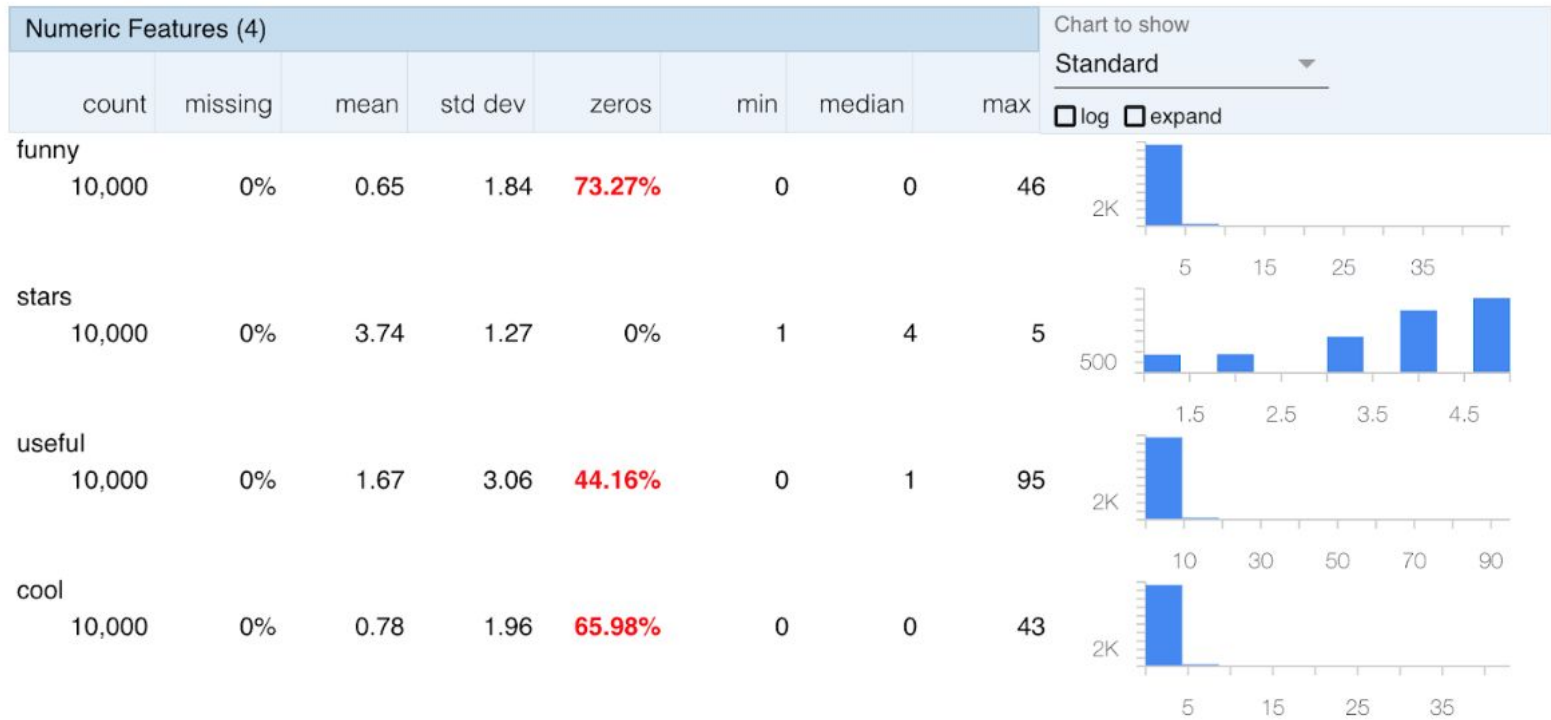 Numeric Features (4)
Chart to show
Standard
count missing mean std dev zeros min median max
log expand
funny
10,000 0% 0.65 1.84 73.27% 0 0 46
2K
5 15 25 35
stars
10,000 0% 3.74 1.27 0% 1 4 5
500
1.5 2.5 3.5 4.5
useful
10,000 0% 1.67 3.06 44.16% 0 1 95
2K
10 30 50 70 90
cool
10,000 0% 0.78 1.96 65.98% 0 0 43
2K
5 15 25 35